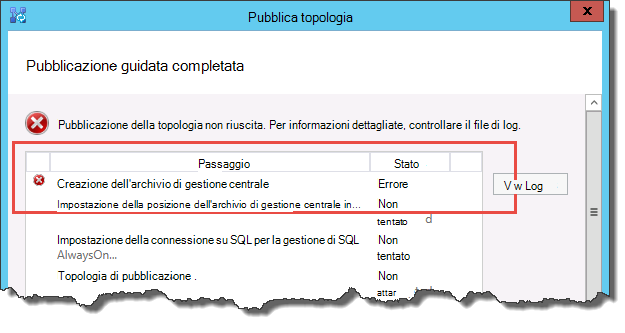 Pubblica topologia
x
Pubblicazione guidata completata
Pubblicazione della topologia non riuscita. Per informazioni dettagliate, controllare il file di log.
Passaggio Stato
Creazione dell'archivio di gestione centrale Errore
V w Log
Impostazione della posizione dell'archivio di gestione centrale in... Non
tentato d
Impostazione della connessione su SQL per la gestione di SQL Non
AlwaysOn... tentato
Topologia di pubblicazione . Non